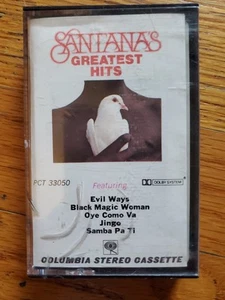 SANTANA'S
GREATEST
HITS
PCT 33050
Featuring
DOLBY SYSTEM
Evil Ways
Black Magic Woman
Oye Como Va
Jingo
Samba Pa Ti
COLUMBIA STEREO CASSETTE